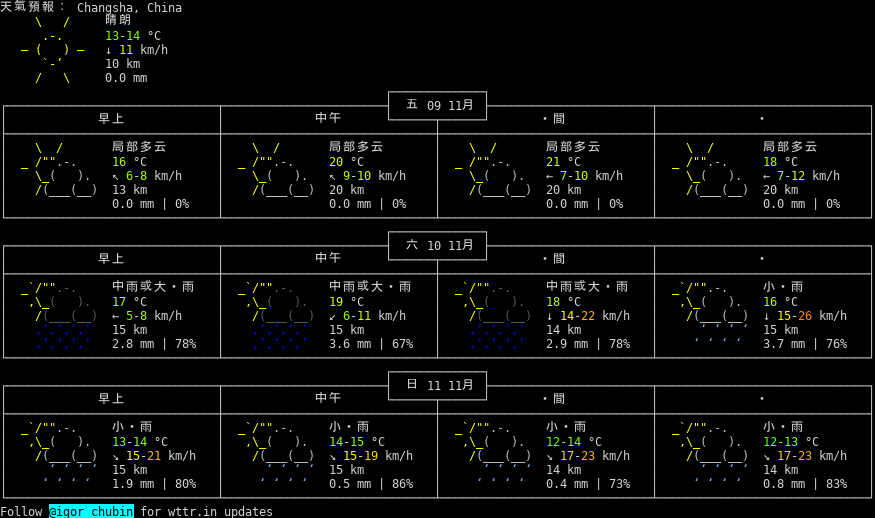 天氣預報： Changsha, China
晴朗
13-14 °C
↓ 11 km/h
10 km
0.0 mm
五 09 11月
早上 中午 ・間 ・
局部多云 局部多云 局部多云 局部多云
16 °C 20 °C 21 °C 18 °C
↖ 6-8 km/h ↖ 9-10 km/h ← 7-10 km/h ← 7-12 km/h
13 km 20 km 20 km 20 km
0.0 mm | 0% 0.0 mm | 0% 0.0 mm | 0% 0.0 mm | 0%
六 10 11月
早上 中午 ・間 ・
中雨或大・雨 中雨或大・雨 中雨或大・雨 小・雨
17 °C 19 °C 18 °C 16 °C
← 5-8 km/h ↙ 6-11 km/h ↓ 14-22 km/h ↓ 15-26 km/h
15 km 15 km 14 km 15 km
2.8 mm | 78% 3.6 mm | 67% 2.9 mm | 78% 3.7 mm | 76%
日 11 11月
早上 中午 ・間 ・
小・雨 小・雨 小・雨 小・雨
13-14 °C 14-15 °C 12-14 °C 12-13 °C
↘ 15-21 km/h ↘ 15-19 km/h ↘ 17-23 km/h ↘ 17-23 km/h
15 km 15 km 14 km 14 km
1.9 mm | 80% 0.5 mm | 86% 0.4 mm | 73% 0.8 mm | 83%
Follow @igor_chubin for wttr.in updates